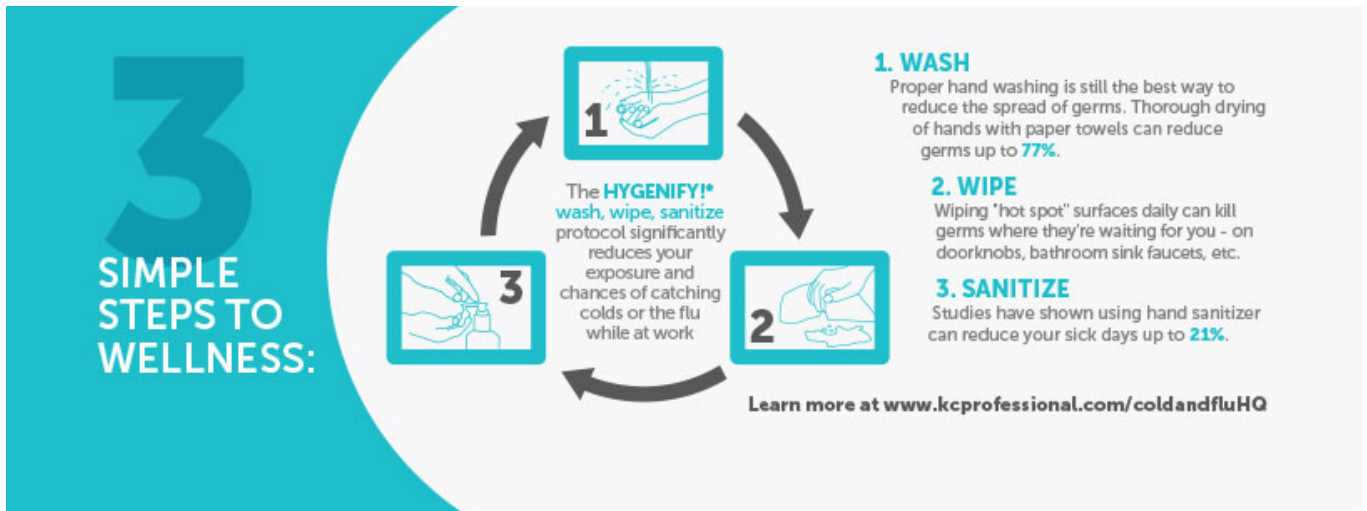 3
SIMPLE
STEPS TO
WELLNESS:
1
2
3
The HYGENIFY!*
wash, wipe, sanitize
protocol significantly
reduces your
exposure and
chances of catching
colds or the flu
while at work
1. WASH
Proper hand washing is still the best way to
reduce the spread of germs. Thorough drying
of hands with paper towels can reduce
germs up to 77%.
2. WIPE
Wiping "hot spot" surfaces daily can kill
germs where they're waiting for you - on
doorknobs, bathroom sink faucets, etc.
3. SANITIZE
Studies have shown using hand sanitizer
can reduce your sick days up to 21%.
Learn more at www.kcprofessional.com/coldandfluHQ